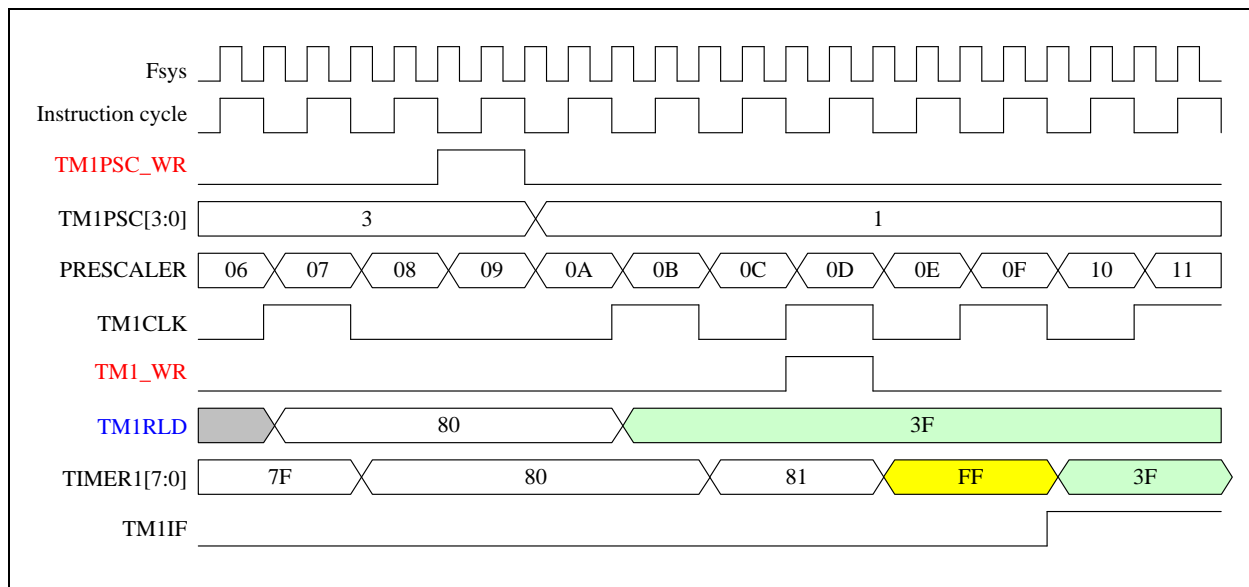 Fsys
Instruction cycle
TM1PSC_WR
TM1PSC[3:0] 3 1
PRESCALER 06 07 08 09 0A 0B 0C 0D 0E 0F 10 11
TM1CLK
TM1_WR
TM1RLD 80 3F
TIMER1[7:0] 7F 80 81 FF 3F
TM1IF